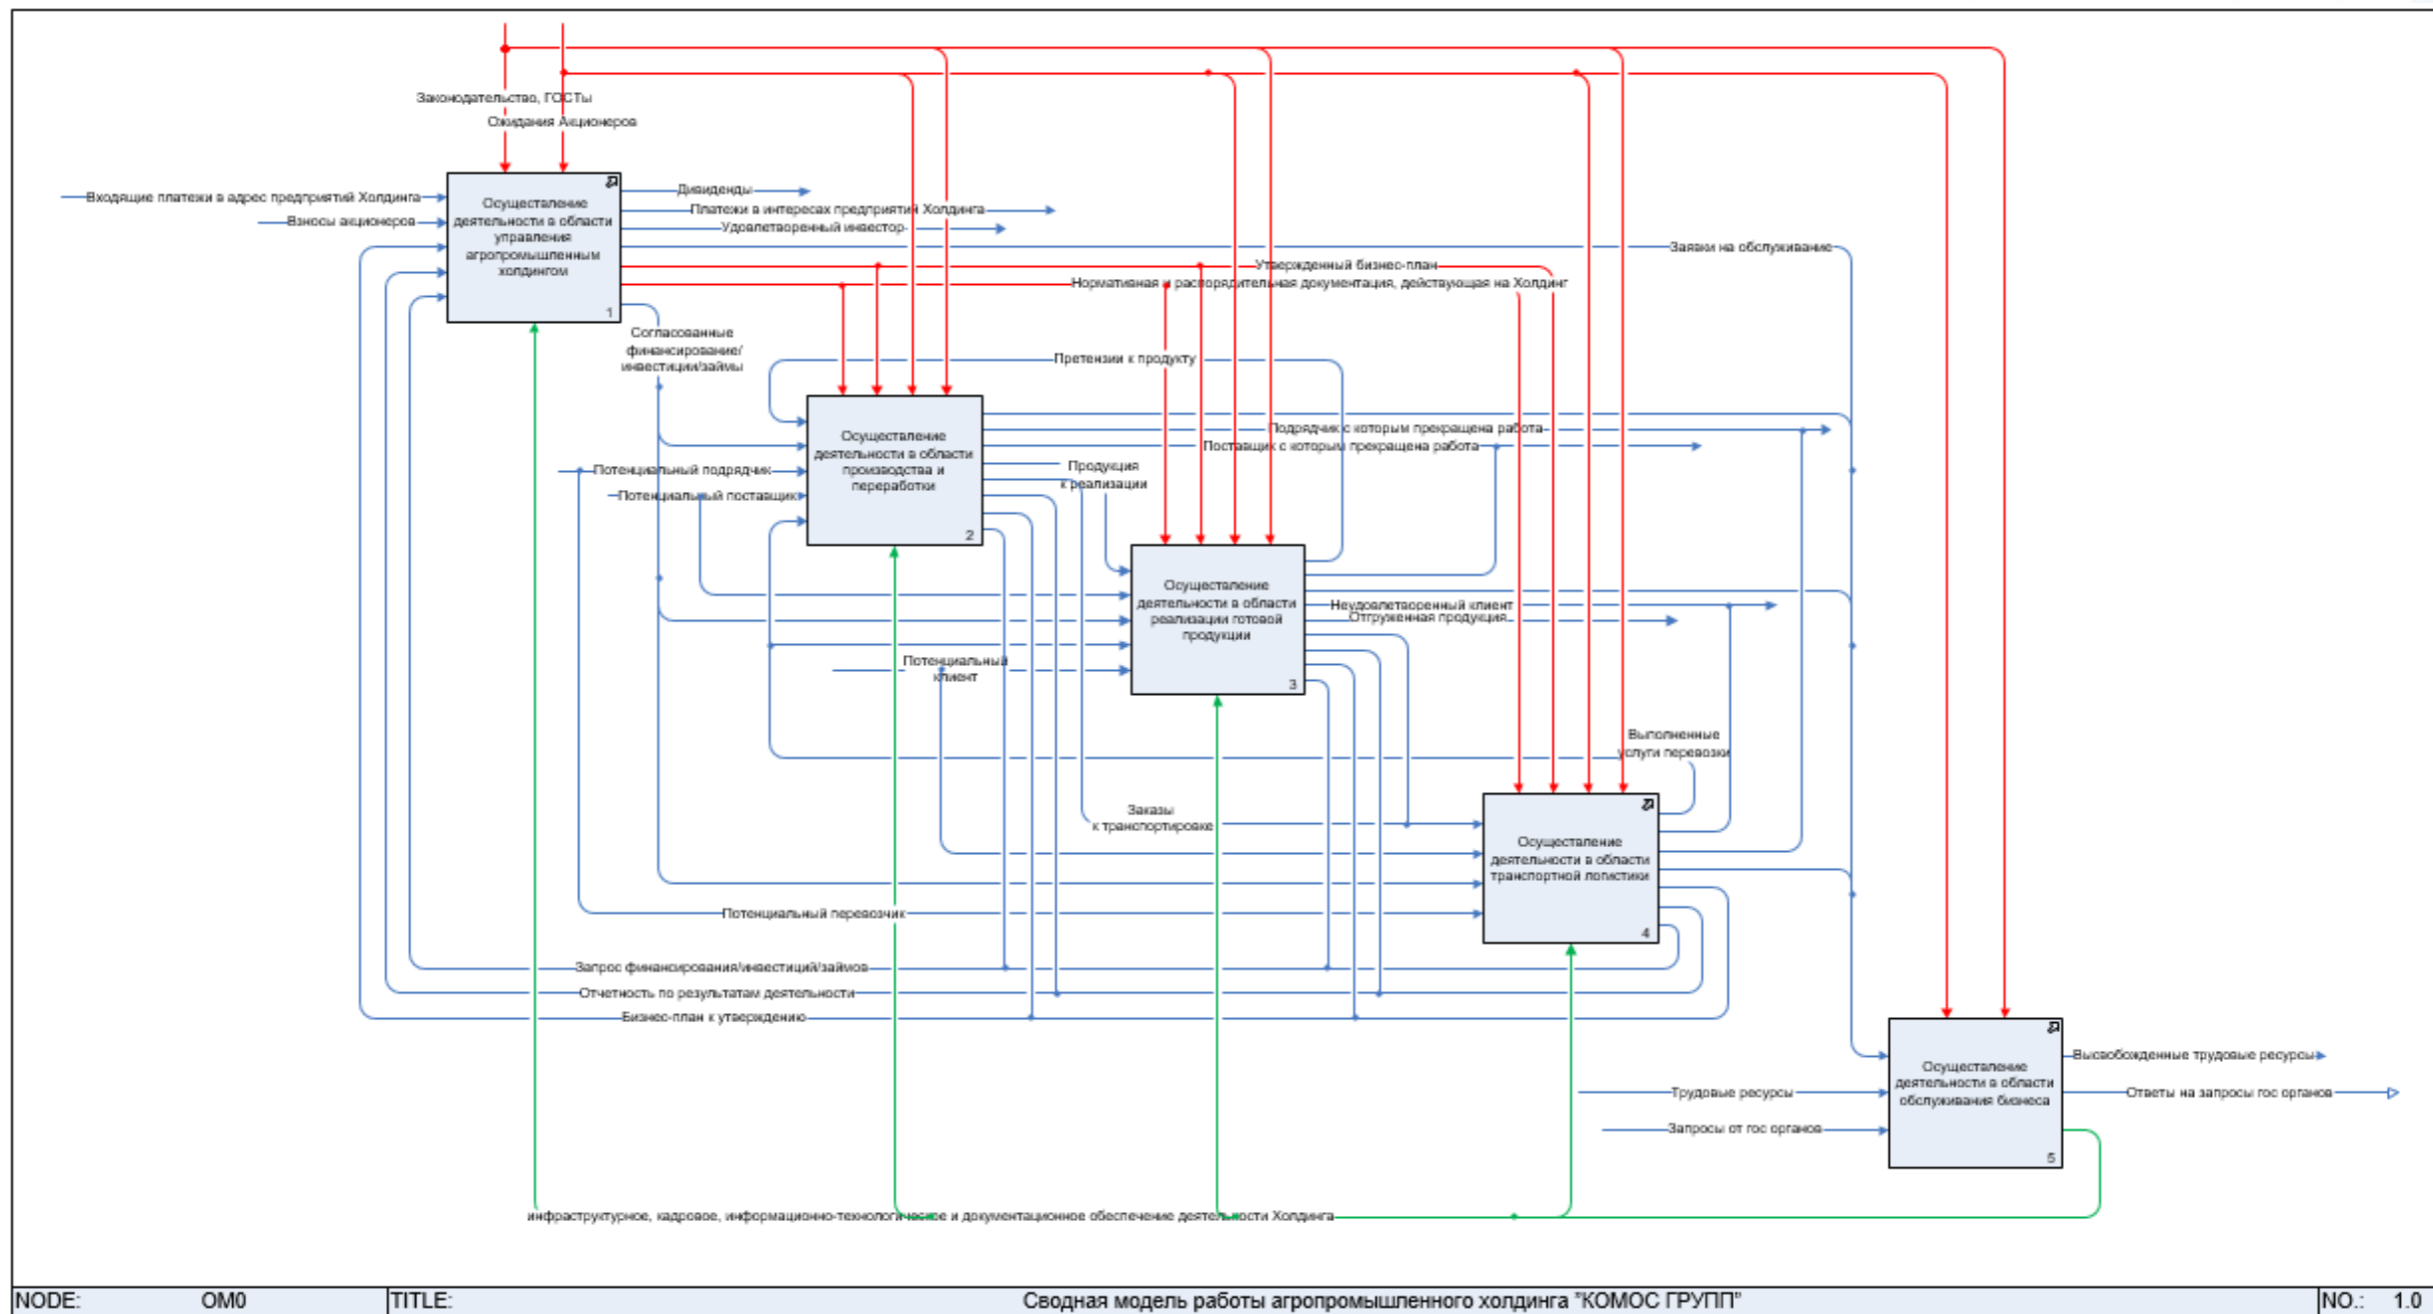 Законодательство, ГОСТы
Ожидания Акционеров
Входящие платежи в адрес предприятий Холдинга
Взносы акционеров
Осуществление
деятельности в области
управления
агропромышленным
холдингом
1
Дивиденды
Платежи в интересах предприятий Холдинга
Удовлетворенный инвестор
Заявки на обслуживание
Утвержденный бизнес-план
Нормативная и распорядительная документация, действующая на Холдинг
Согласованные
финансирование/
инвестиции/займы
Претензии к продукту
Осуществление
деятельности в области
производства и
переработки
2
Подрядчик с которым прекращена работа
Поставщик с которым прекращена работа
Потенциальный подрядчик
Потенциальный поставщик
Продукция
к реализации
Осуществление
деятельности в области
реализации готовой
продукции
3
Неудовлетворенный клиент
Отгруженная продукция
Потенциальный
клиент
Выполненные
услуги перевозки
Заказы
к транспортировке
Осуществление
деятельности в области
транспортной логистики
4
Потенциальный перевозчик
Запрос финансирования/инвестиций/займов
Отчетность по результатам деятельности
Бизнес-план к утверждению
Осуществление
деятельности в области
обслуживания бизнеса
5
Высвобожденные трудовые ресурсы
Трудовые ресурсы
Ответы на запросы гос органов
Запросы от гос органов
инфраструктурное, кадровое, информационно-технологическое и документационное обеспечение деятельности Холдинга
NODE: OM0 TITLE: Сводная модель работы агропромышленного холдинга "КОМОС ГРУПП" NO.: 1.0